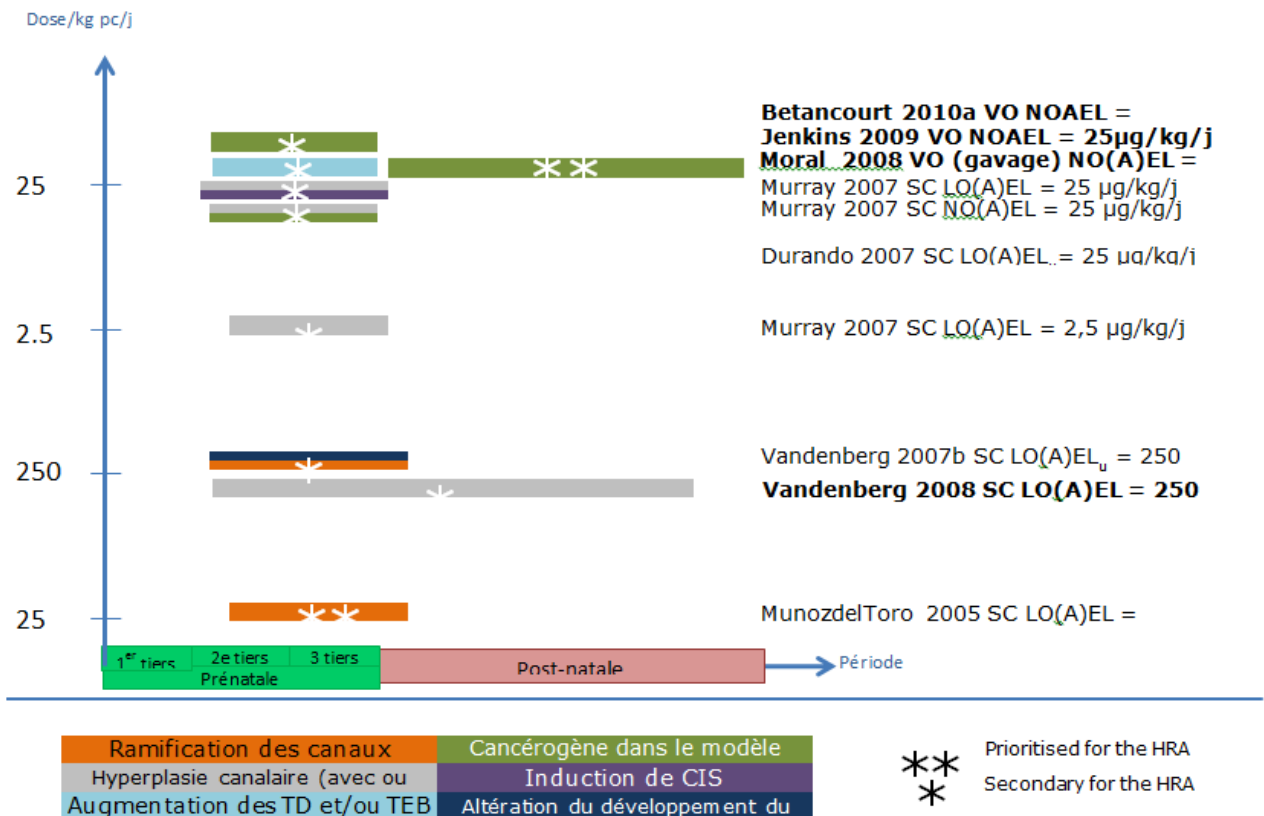 Dose/kg pc/j
Betancourt 2010a VO NOAEL =
Jenkins 2009 VO NOAEL = 25µg/kg/j
Moral 2008 VO (gavage) NO(A)EL =
25
Murray 2007 SC LO(A)EL = 25 µg/kg/j
Murray 2007 SC NO(A)EL = 25 µg/kg/j
Durando 2007 SC LO(A)EL = 25 µg/kg/j
2.5
Murray 2007 SC LO(A)EL = 2,5 µg/kg/j
Vandenberg 2007b SC LO(A)ELu = 250
250
Vandenberg 2008 SC LO(A)EL = 250
25
MunozdelToro 2005 SC LO(A)EL =
1er tiers
2e tiers
3 tiers
Prénatale
Post-natale
Période
Ramification des canaux
Cancérogène dans le modèle
Hyperplasie canalaire (avec ou
Induction de CIS
Augmentation des TD et/ou TEB
Altération du développement du
** Prioritised for the HRA
* Secondary for the HRA